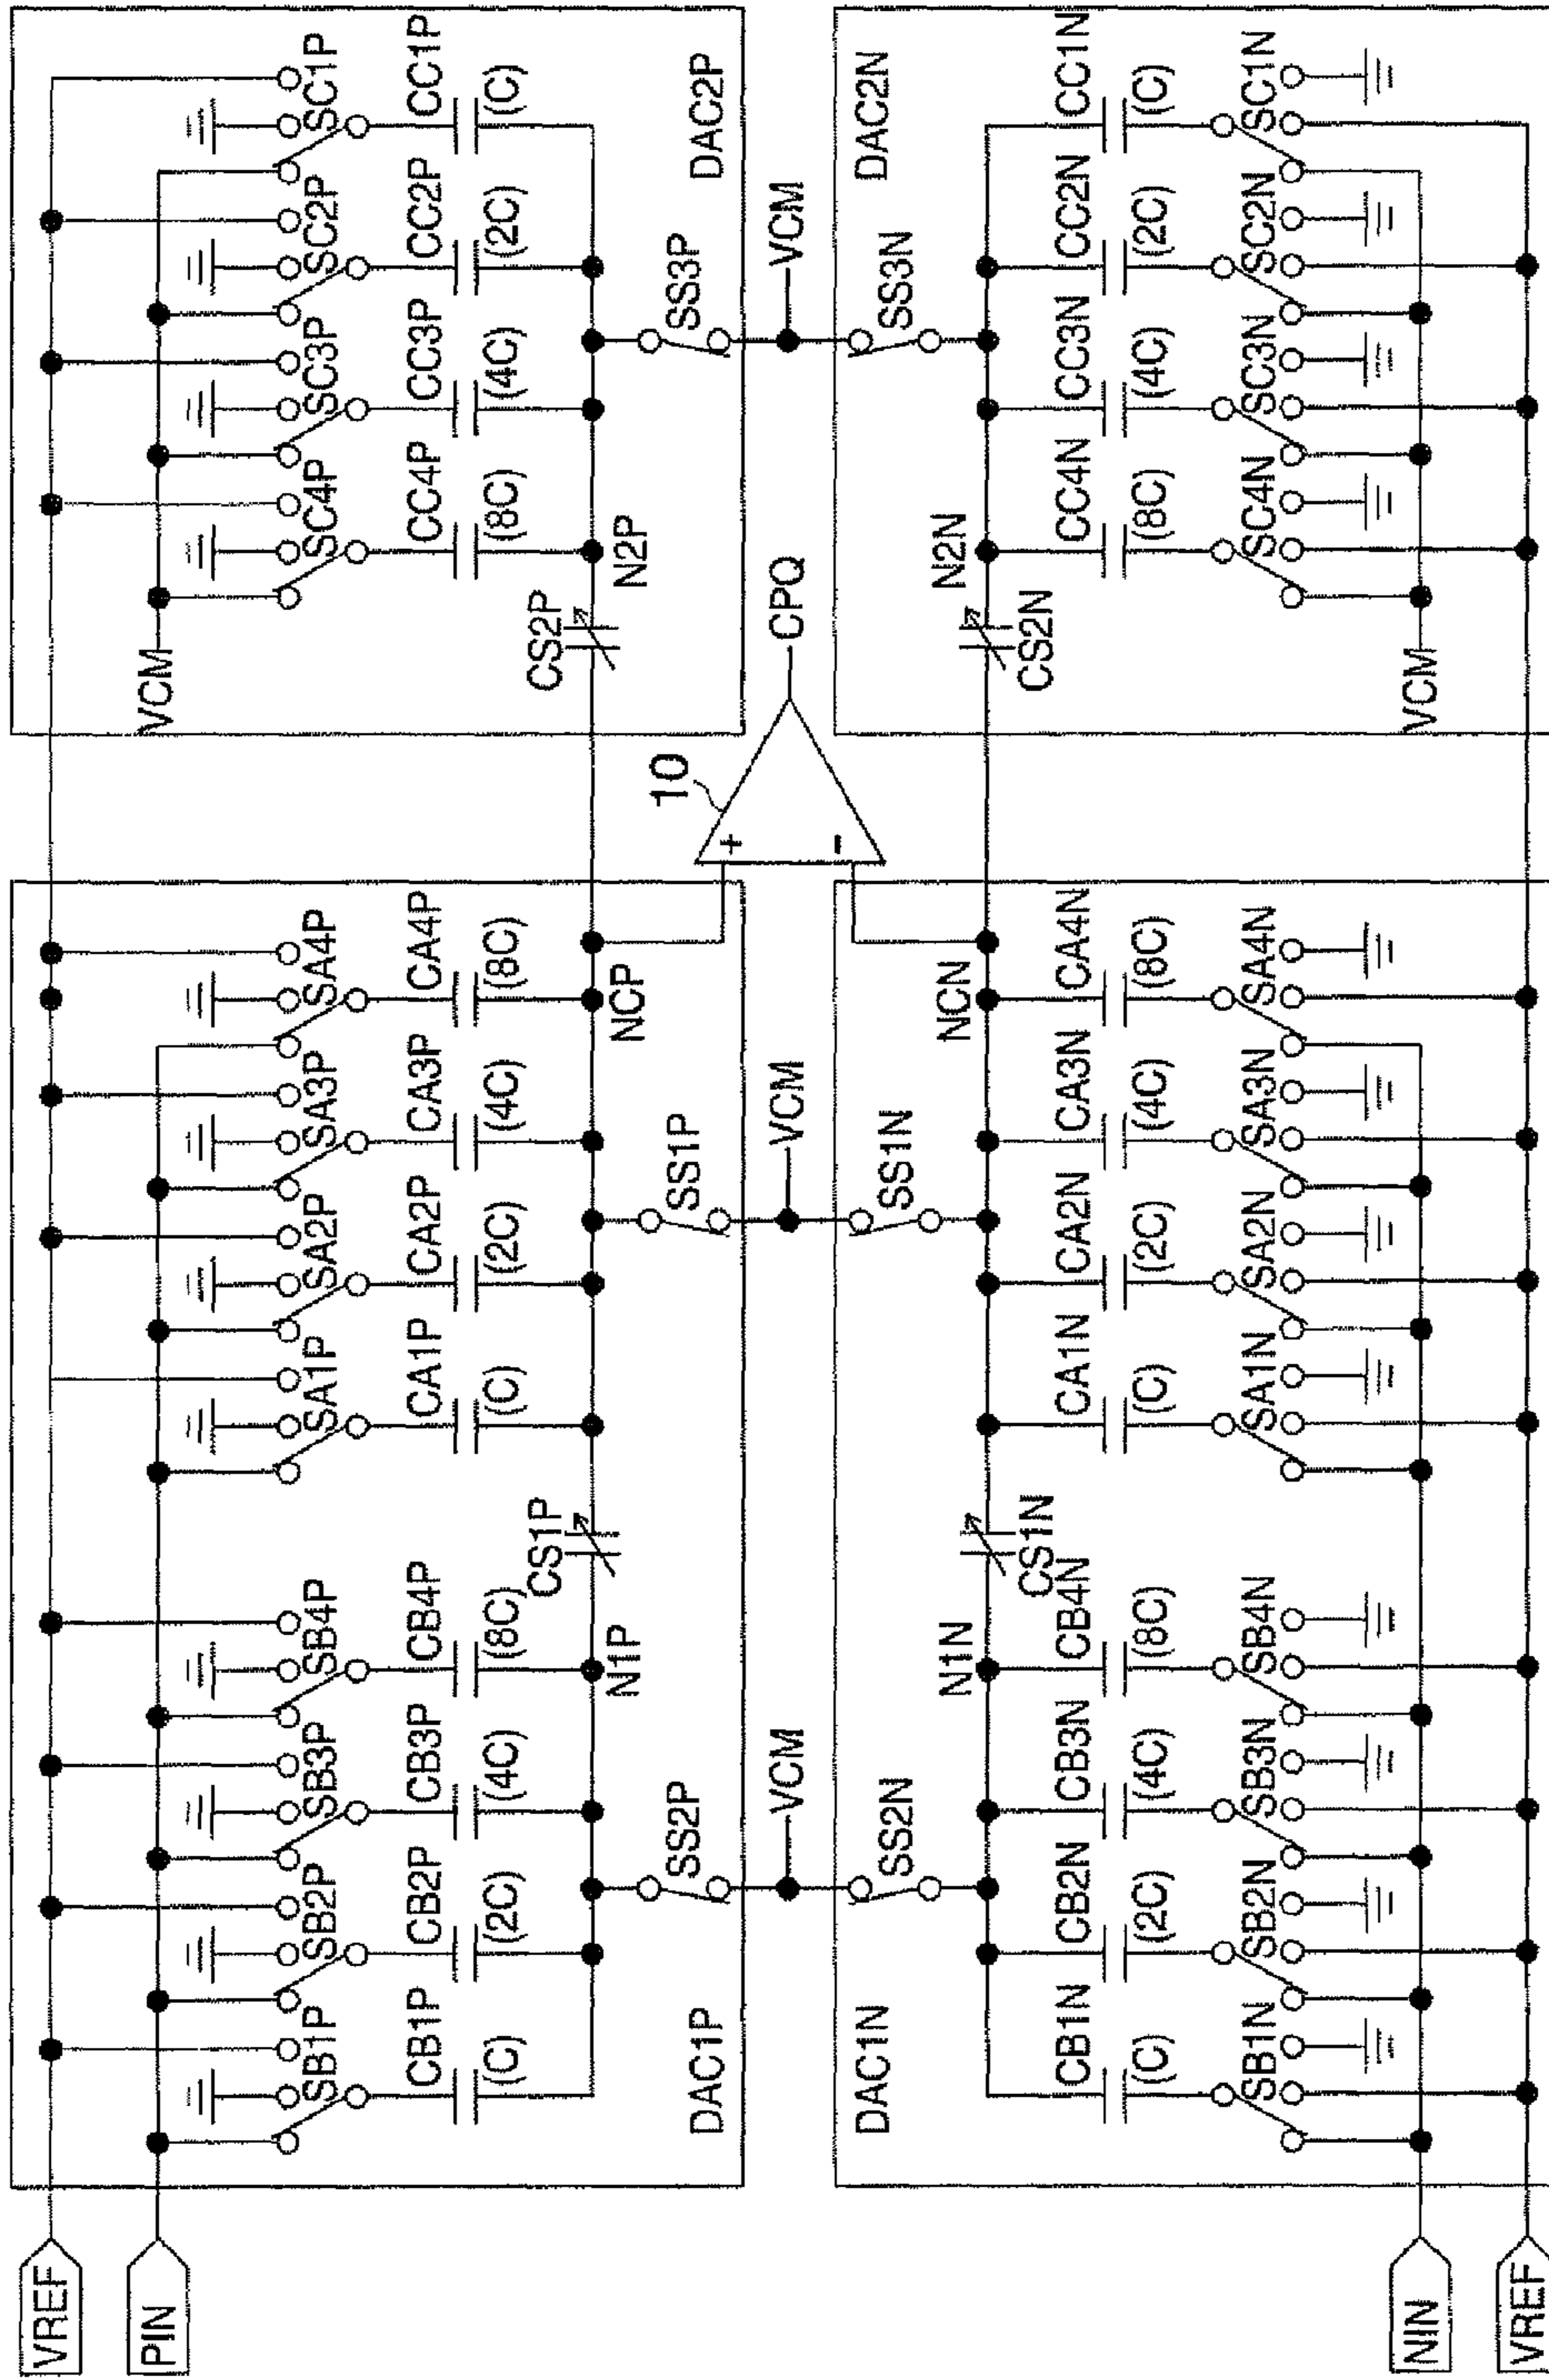 VREF
PIN
SB1P
SB2P
SB3P
SB4P
SA1P
SA2P
SA3P
SA4P
VCM
SC4P
SC3P
SC2P
SC1P
CB1P
CB2P
CB3P
CB4P
CA1P
CA2P
CA3P
CA4P
CC4P
CC3P
CC2P
CC1P
(C)
(2C)
(4C)
(8C)
(C)
(2C)
(4C)
(8C)
(8C)
(4C)
(2C)
(C)
CS1P
CS2P
N1P
NCP
N2P
SS2P
SS1P
SS3P
DAC1P
DAC2P
10
+
-
VCM
VCM
CPQ
VCM
DAC1N
DAC2N
SS2N
SS1N
SS3N
N1N
NCN
N2N
CS1N
CS2N
CB1N
CB2N
CB3N
CB4N
CA1N
CA2N
CA3N
CA4N
CC4N
CC3N
CC2N
CC1N
(C)
(2C)
(4C)
(8C)
(C)
(2C)
(4C)
(8C)
(8C)
(4C)
(2C)
(C)
SB1N
SB2N
SB3N
SB4N
SA1N
SA2N
SA3N
SA4N
SC4N
SC3N
SC2N
SC1N
NIN
VCM
VREF